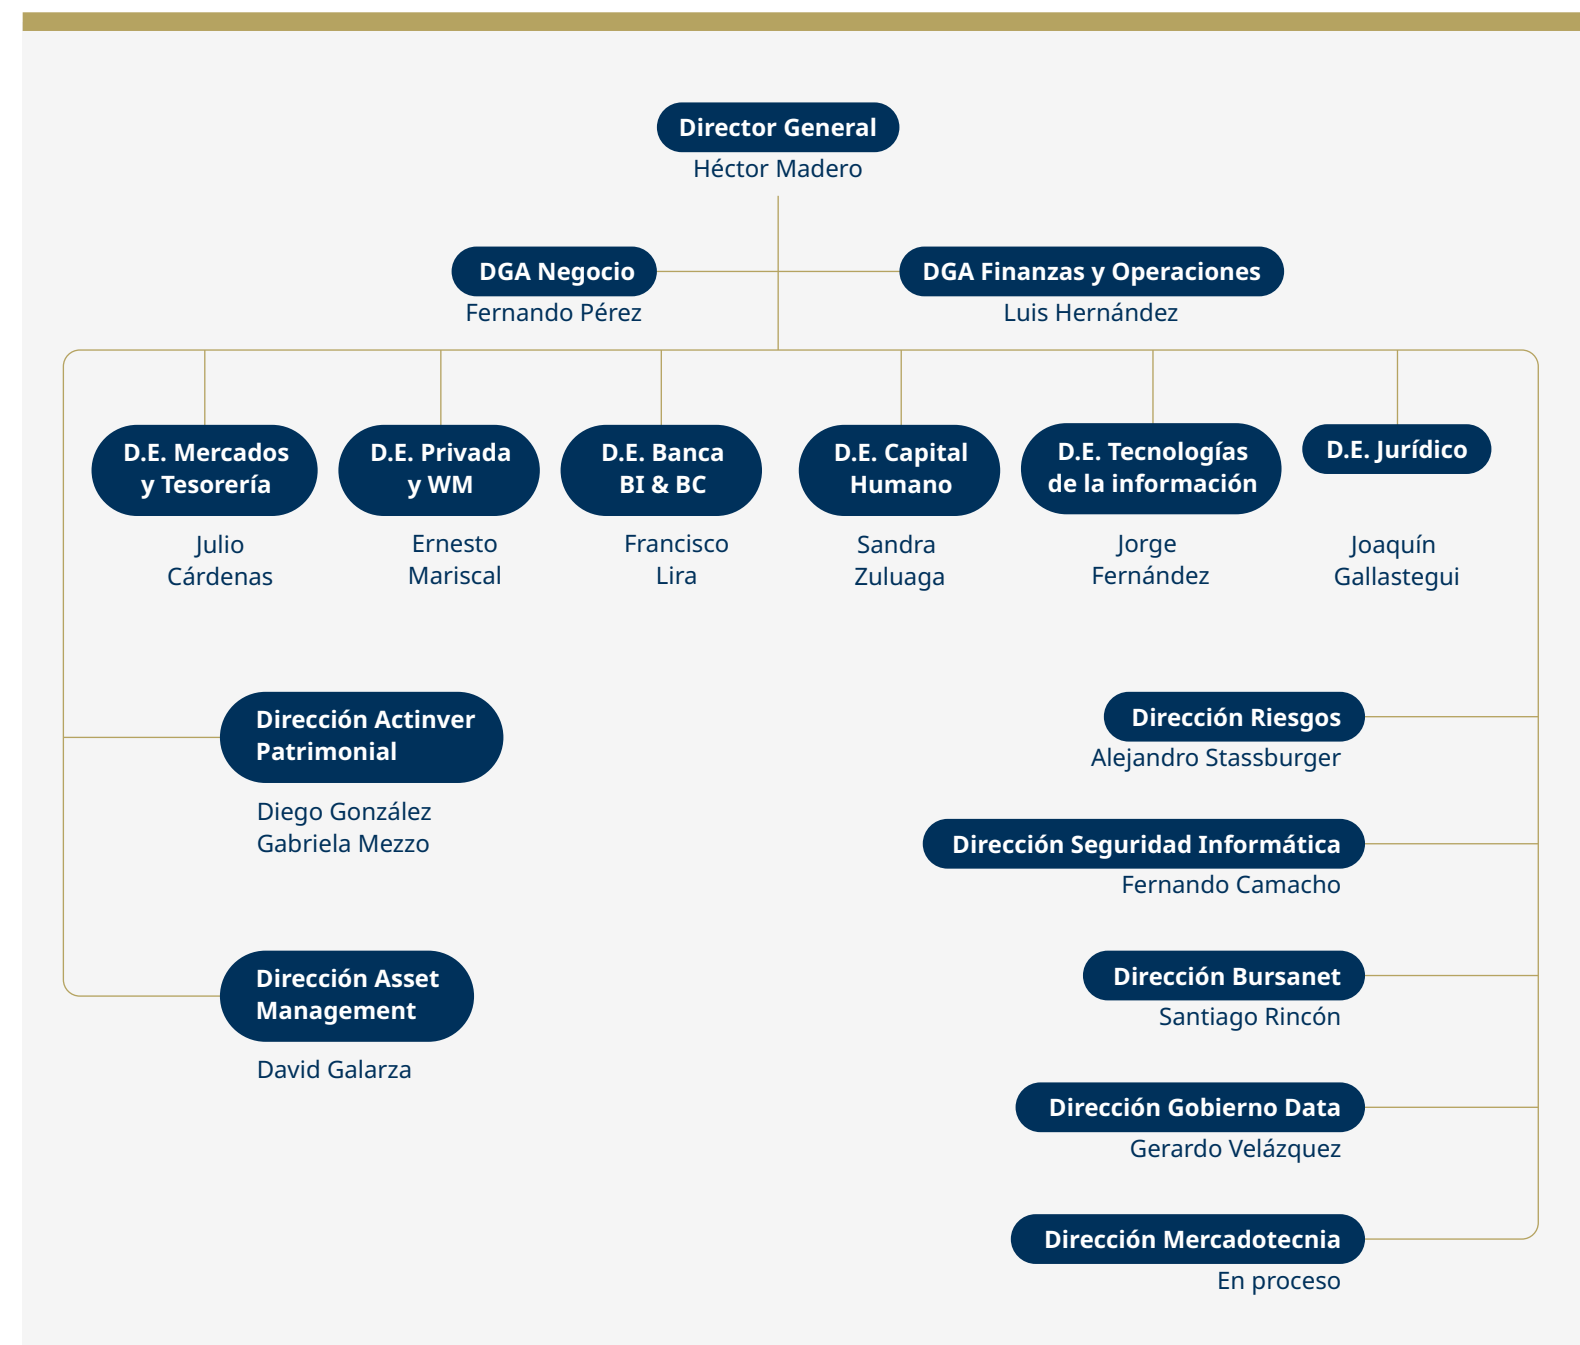 Director General
Héctor Madero
DGA Negocio
Fernando Pérez
DGA Finanzas y Operaciones
Luis Hernández
D.E. Mercados
y Tesorería
Julio
Cárdenas
D.E. Privada
y WM
Ernesto
Mariscal
D.E. Banca
BI & BC
Francisco
Lira
D.E. Capital
Humano
Sandra
Zuluaga
D.E. Tecnologías
de la información
Jorge
Fernández
D.E. Jurídico
Joaquín
Gallastegui
Dirección Actinver
Patrimonial
Diego González
Gabriela Mezzo
Dirección Asset
Management
David Galarza
Dirección Riesgos
Alejandro Stassburger
Dirección Seguridad Informática
Fernando Camacho
Dirección Bursanet
Santiago Rincón
Dirección Gobierno Data
Gerardo Velázquez
Dirección Mercadotecnia
En proceso